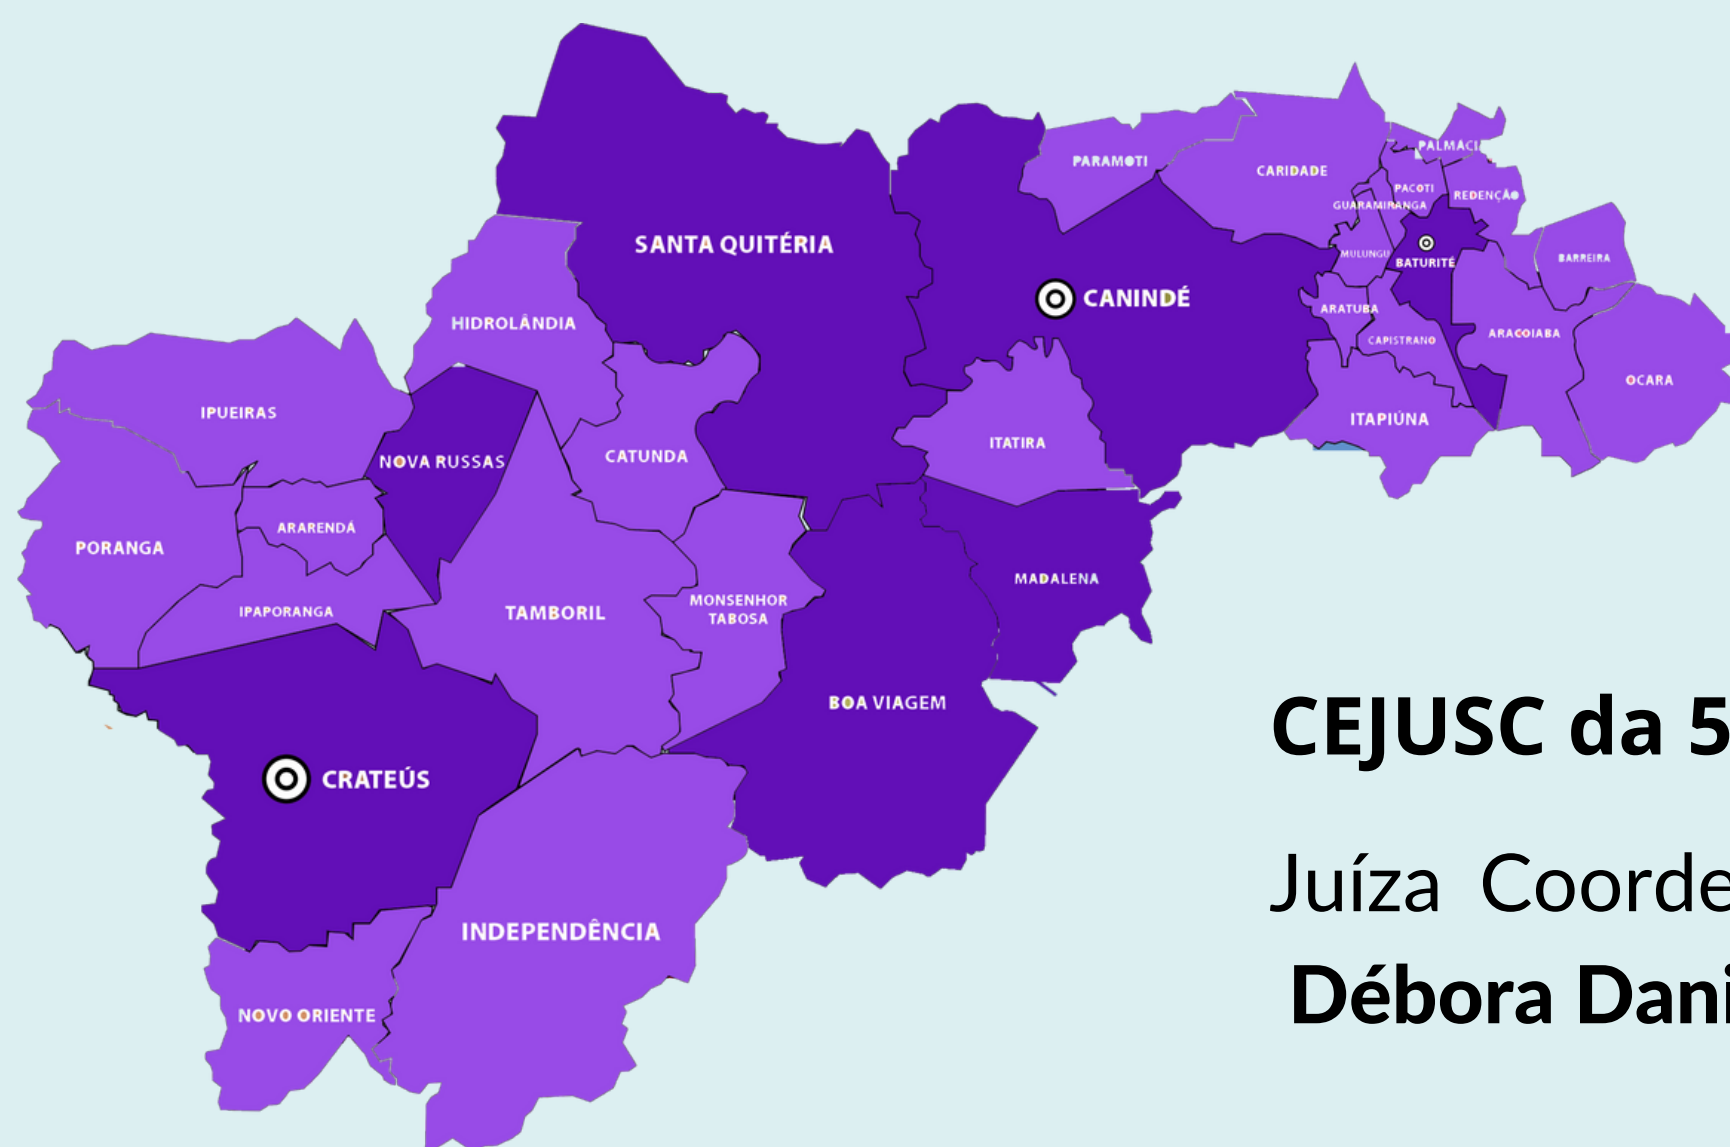 SANTA QUITÉRIA
PARAMOTI
CARIDADE
PALMÁCI
PACOTI
REDENÇÃO
GUARAMIRANGA
MULUNGU
BATURITÉ
BARREIRA
CANINDÉ
ARATUBA
CAPISTRANO
ARACOIABA
OCARA
ITAPIÚNA
HIDROLÂNDIA
IPUEIRAS
NOVA RUSSAS
CATUNDA
ITATIRA
PORANGA
ARARENDÁ
IPAPORANGA
TAMBORIL
MONSENHOR
TABOSA
MADALENA
BOA VIAGEM
CRATEÚS
INDEPENDÊNCIA
NOVO ORIENTE
CEJUSC da 5
Juíza Coorde
Débora Dani